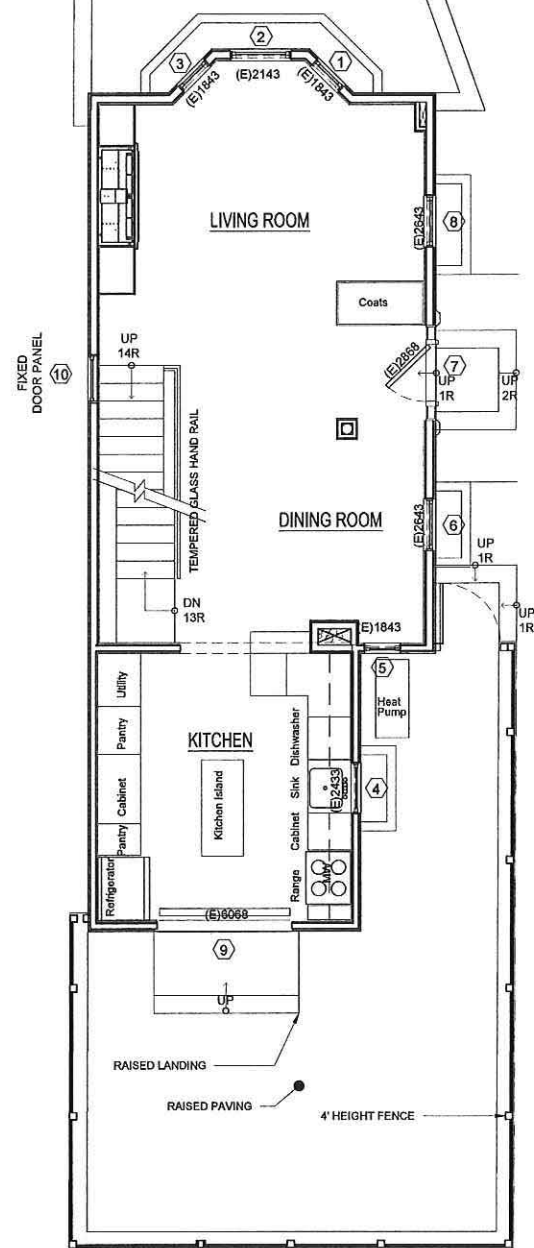 2
3
1
(E)2143
(E)1843
(E)1843
LIVING ROOM
(E)2643
8
Coats
UP
14R
FIXED
DOOR PANEL
10
(E)2868
7
UP
1R
UP
2R
TEMPERED GLASS HAND RAIL
DINING ROOM
(E)2643
6
UP
1R
DN
13R
UP
1R
E)1843
5
Utility
Pantry
Cabinet
Pantry
Refrigerator
KITCHEN
Kitchen Island
Dishwasher
Sink
Cabinet
Range
(E)2433
MW
Heat
Pump
4
(E)6068
9
UP
RAISED LANDING
RAISED PAVING
4' HEIGHT FENCE